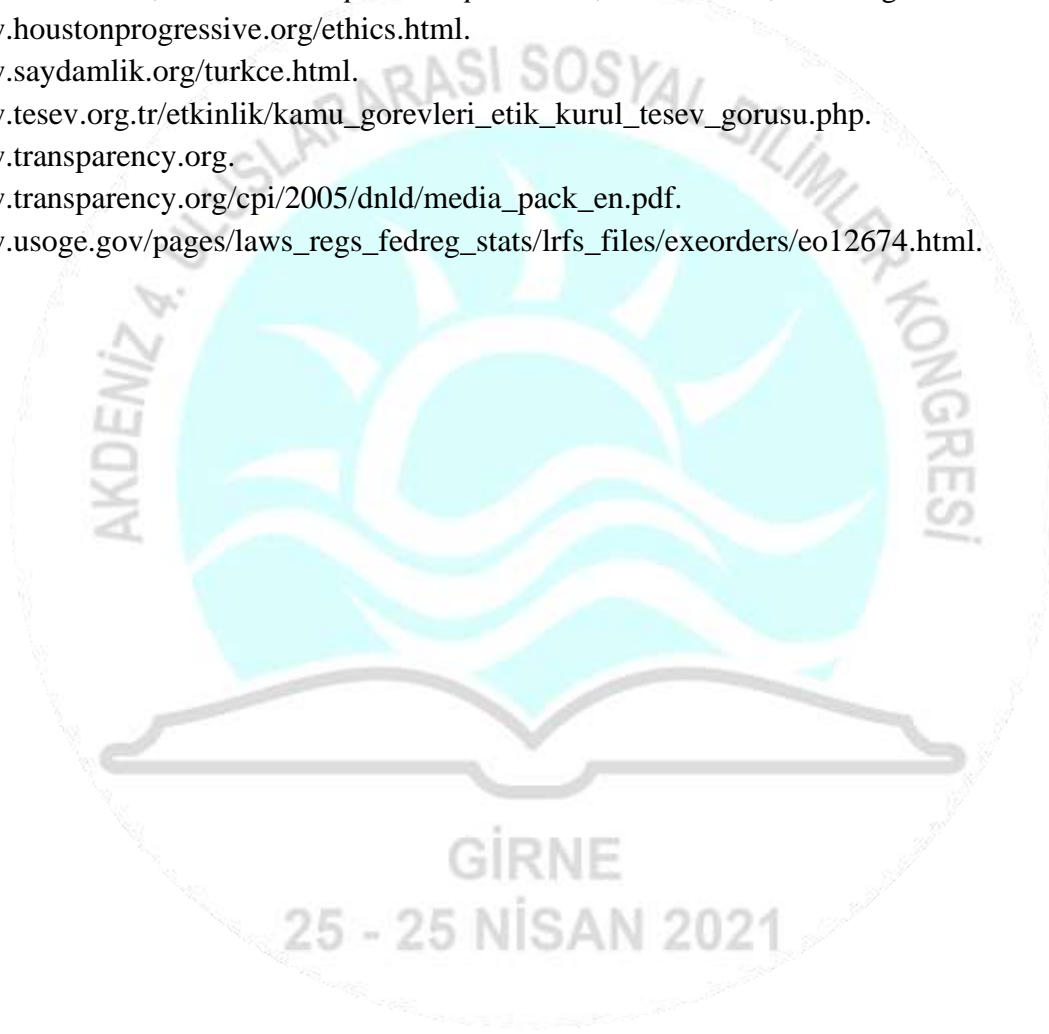 .houstonprogressive.org/ethics.html.
.saydamlik.org/turkce.html.
.tesev.org.tr/etkinlik/kamu_gorevleri_etik_kurul_tesev_gorusu.php.
.transparency.org.
.transparency.org/cpi/2005/dnld/media_pack_en.pdf.
.usoge.gov/pages/laws_regs_fedreg_stats/lrfs_files/exeorders/eo12674.html.
AKDENİZ 4. ULUSLARARASI SOSYAL BİLİMLER KONGRESİ
GİRNE
25 - 25 NİSAN 2021